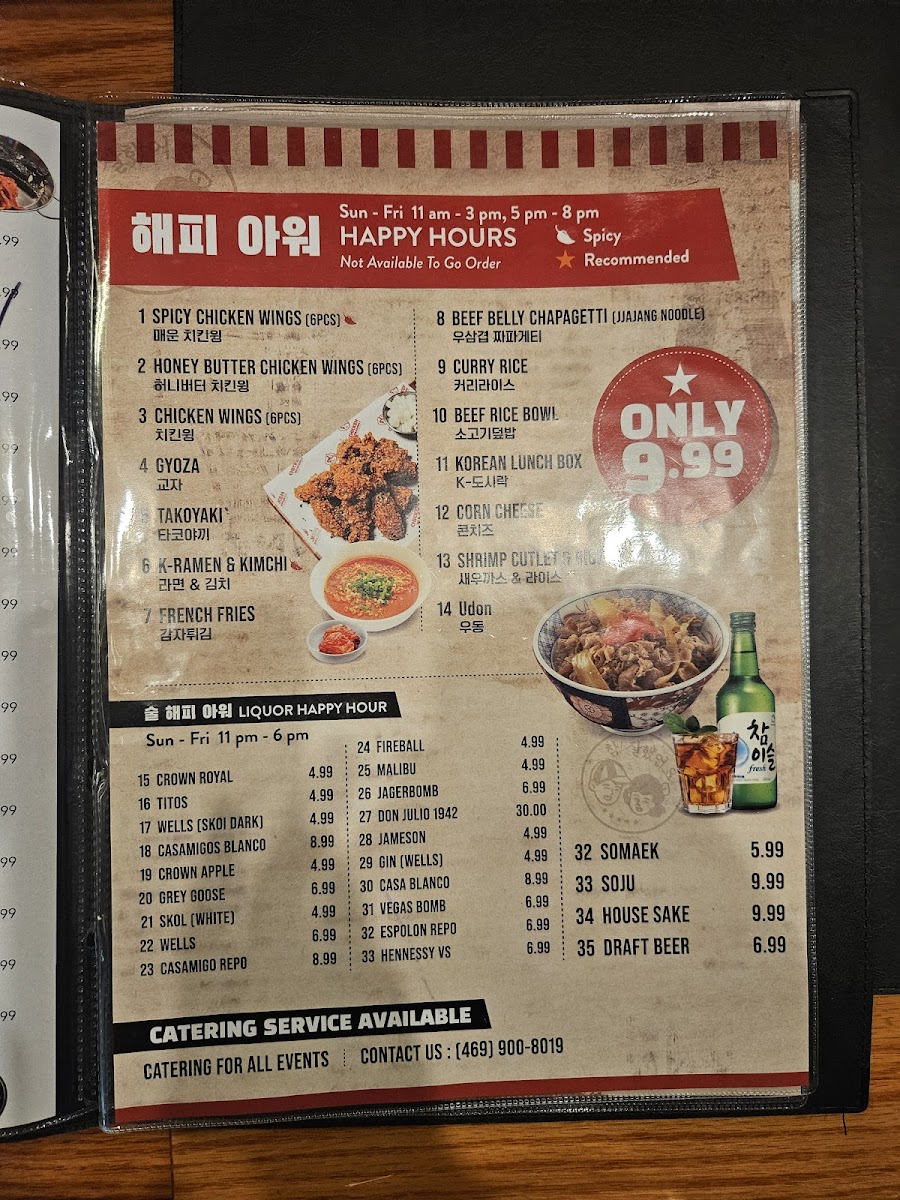 해피 아워
Sun - Fri 11 am - 3 pm, 5 pm - 8 pm
HAPPY HOURS
Not Available To Go Order
Spicy
Recommended
1 SPICY CHICKEN WINGS (6PCS)
매운 치킨윙
2 HONEY BUTTER CHICKEN WINGS (6PCS)
허니버터 치킨윙
3 CHICKEN WINGS (6PCS)
치킨윙
4 GYOZA
교자
5 TAKOYAKI
타코야끼
6 K-RAMEN & KIMCHI
라면 & 김치
7 FRENCH FRIES
감자튀김
8 BEEF BELLY CHAPAGETTI (JJAJANG NOODLE)
우삼겹 짜파게티
9 CURRY RICE
커리라이스
10 BEEF RICE BOWL
소고기덮밥
11 KOREAN LUNCH BOX
K-도시락
12 CORN CHEESE
콘치즈
13 SHRIMP CUTLET &
새우까스 & 라이스
14 Udon
우동
ONLY
9.99
술 해피 아워 LIQUOR HAPPY HOUR
Sun - Fri 11 pm - 6 pm
15 CROWN ROYAL 4.99
16 TITOS 4.99
17 WELLS (SKOI DARK) 4.99
18 CASAMIGOS BLANCO 8.99
19 CROWN APPLE 4.99
20 GREY GOOSE 6.99
21 SKOL (WHITE) 4.99
22 WELLS 6.99
23 CASAMIGO REPO 8.99
24 FIREBALL 4.99
25 MALIBU 4.99
26 JAGERBOMB 6.99
27 DON JULIO 1942 30.00
28 JAMESON 4.99
29 GIN (WELLS) 4.99
30 CASA BLANCO 8.99
31 VEGAS BOMB 6.99
32 ESPOLON REPO 6.99
33 HENNESSY VS 6.99
참
이슬
fresh
32 SOMAEK 5.99
33 SOJU 9.99
34 HOUSE SAKE 9.99
35 DRAFT BEER 6.99
CATERING SERVICE AVAILABLE
CATERING FOR ALL EVENTS
CONTACT US : (469) 900-8019